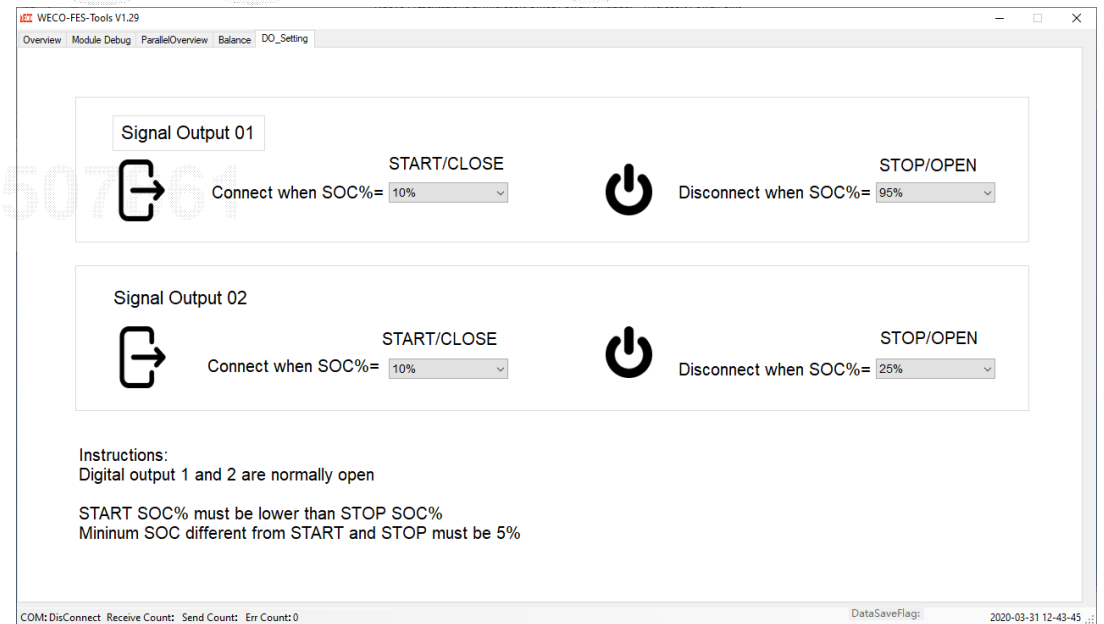 WECO-FES-Tools V1.29
Overview Module Debug ParallelOverview Balance DO_Setting
Signal Output 01
START/CLOSE
Connect when SOC%= 10%
STOP/OPEN
Disconnect when SOC%= 95%
Signal Output 02
START/CLOSE
Connect when SOC%= 10%
STOP/OPEN
Disconnect when SOC%= 25%
Instructions:
Digital output 1 and 2 are normally open
START SOC% must be lower than STOP SOC%
Mininum SOC different from START and STOP must be 5%
COM: DisConnect Receive Count: Send Count: Err Count: 0 DataSaveFlag: 2020-03-31 12-43-45